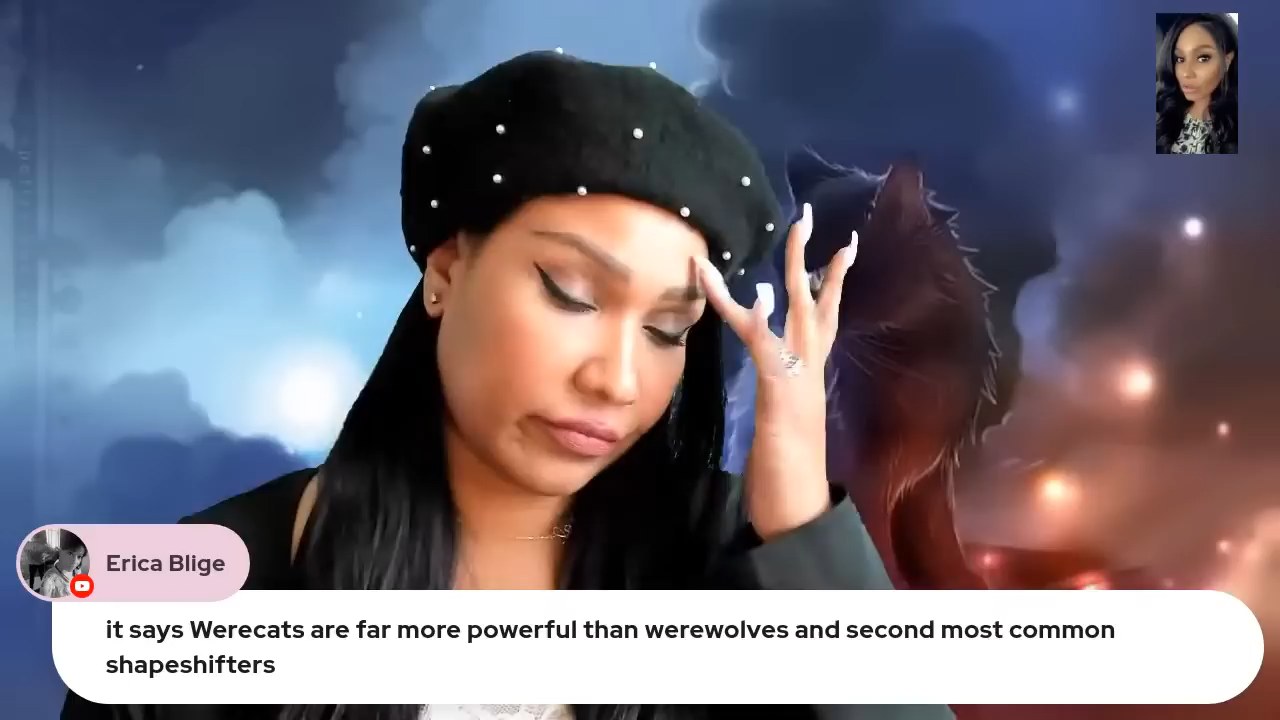 Erica Blige
it says Werecats are far more powerful than werewolves and second most common
shapeshifters